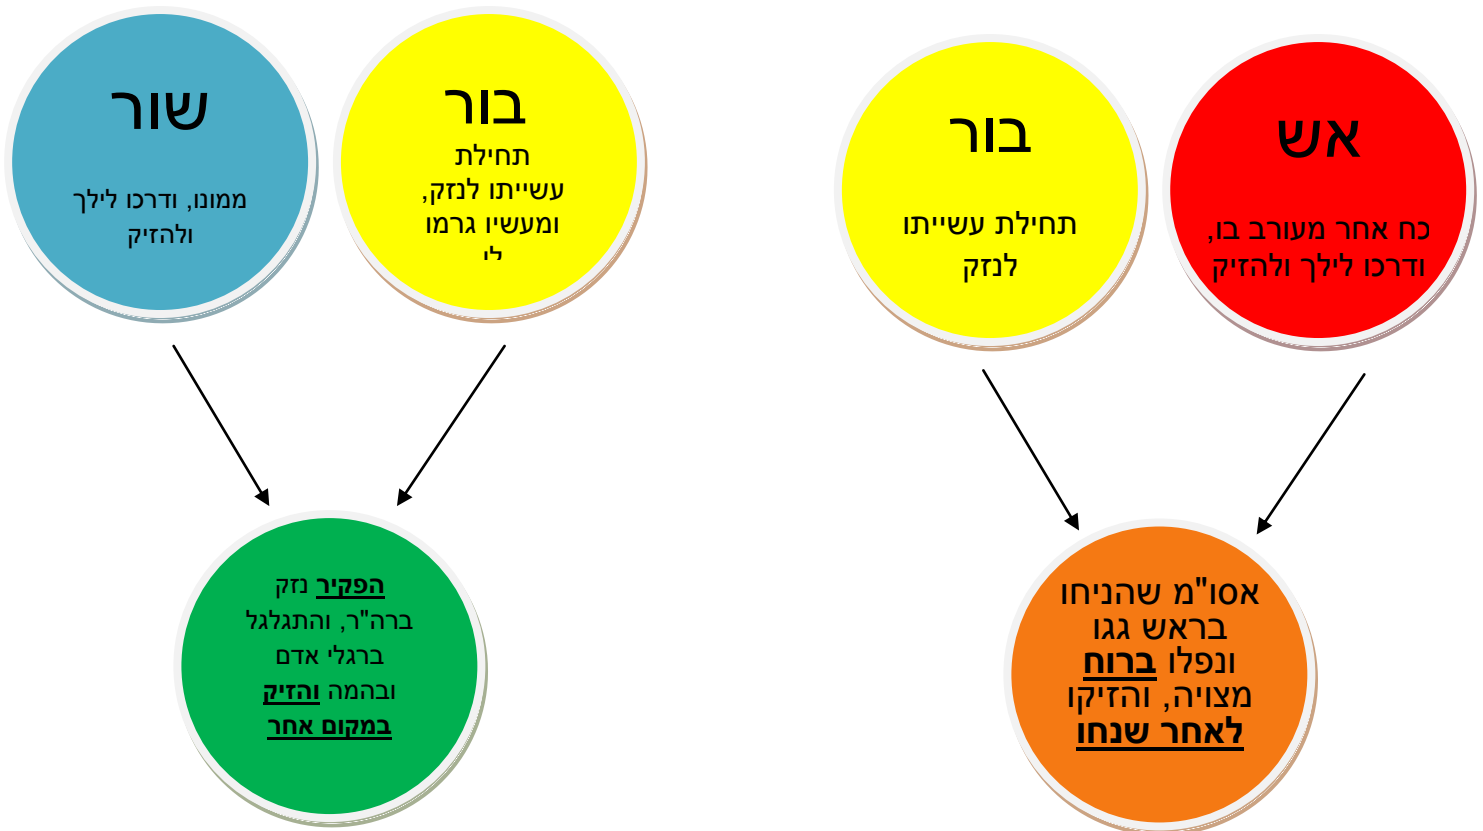 אש
כח אחר מעורב בו,
ודרכו לילך ולהזיק
בור
תחילת עשייתו
לנזק
אסו"מ שהניחו
בראש גגו
ונפלו ברוח
מצויה, והזיקו
לאחר שנחו
בור
תחילת
עשייתו לנזק,
ומעשיו גרמו
שור
ממונו, ודרכו לילך
ולהזיק
הפקיר נזק
ברה"ר, והתגלגל
ברגלי אדם
ובהמה והזיק
במקום אחר